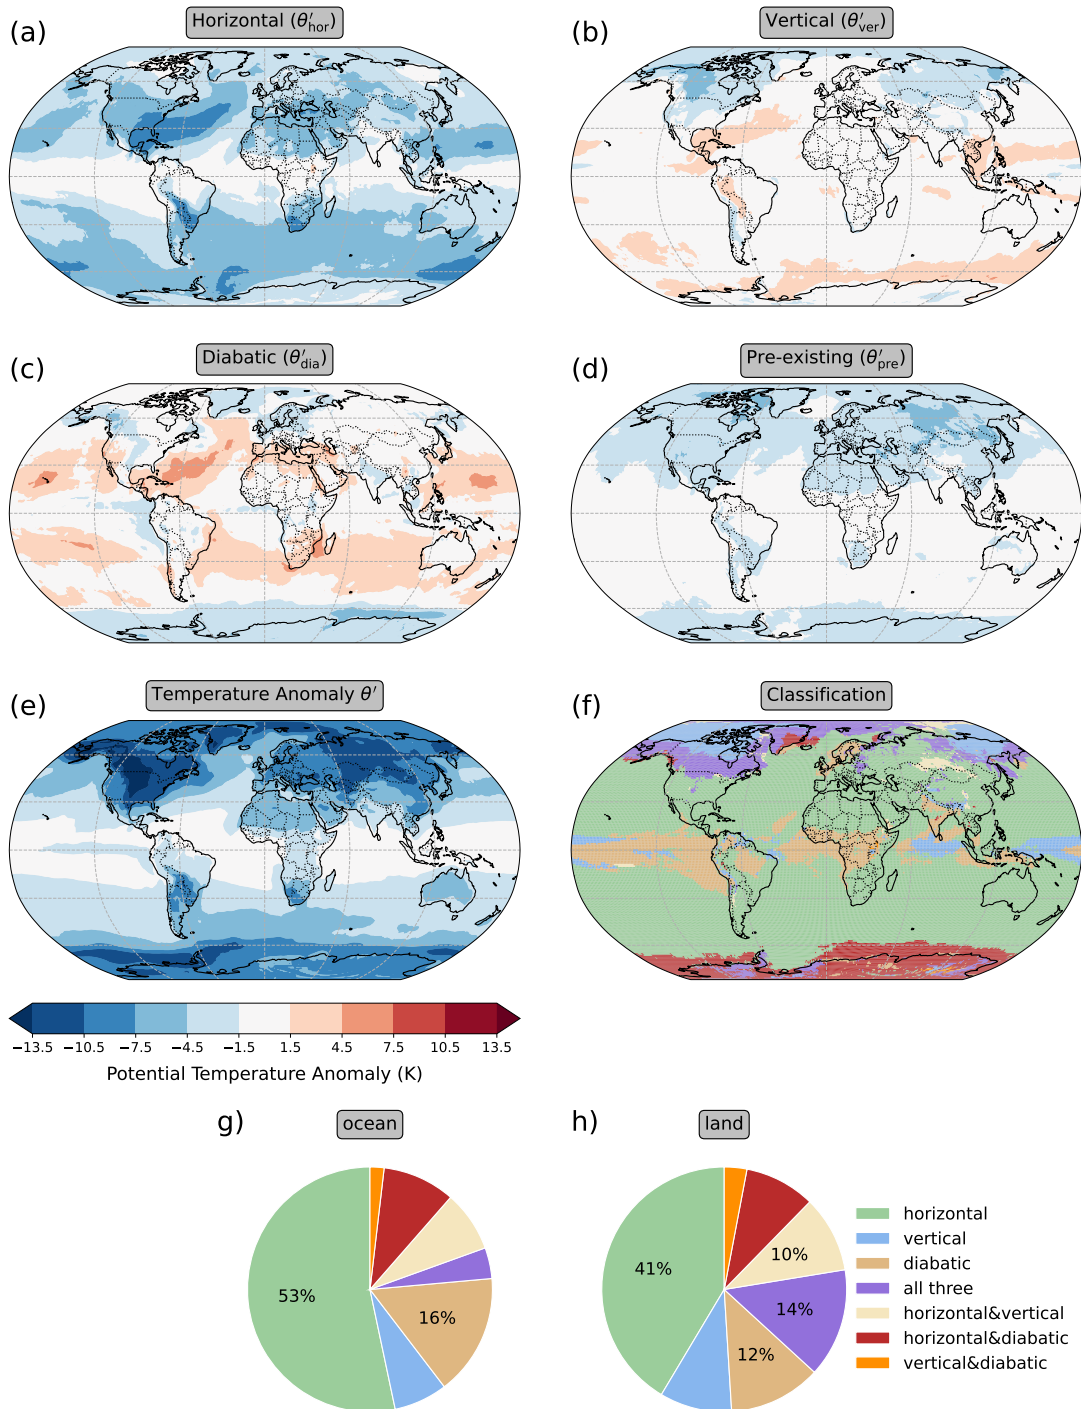 (a)
Horizontal (θ′hor)
(b)
Vertical (θ′ver)
(c)
Diabatic (θ′dia)
(d)
Pre-existing (θ′pre)
(e)
Temperature Anomaly θ′
(f)
Classification
−13.5 −10.5 −7.5 −4.5 −1.5 1.5 4.5 7.5 10.5 13.5
Potential Temperature Anomaly (K)
g)
ocean
h)
land
53%
16%
41%
10%
14%
12%
horizontal
vertical
diabatic
all three
horizontal&vertical
horizontal&diabatic
vertical&diabatic